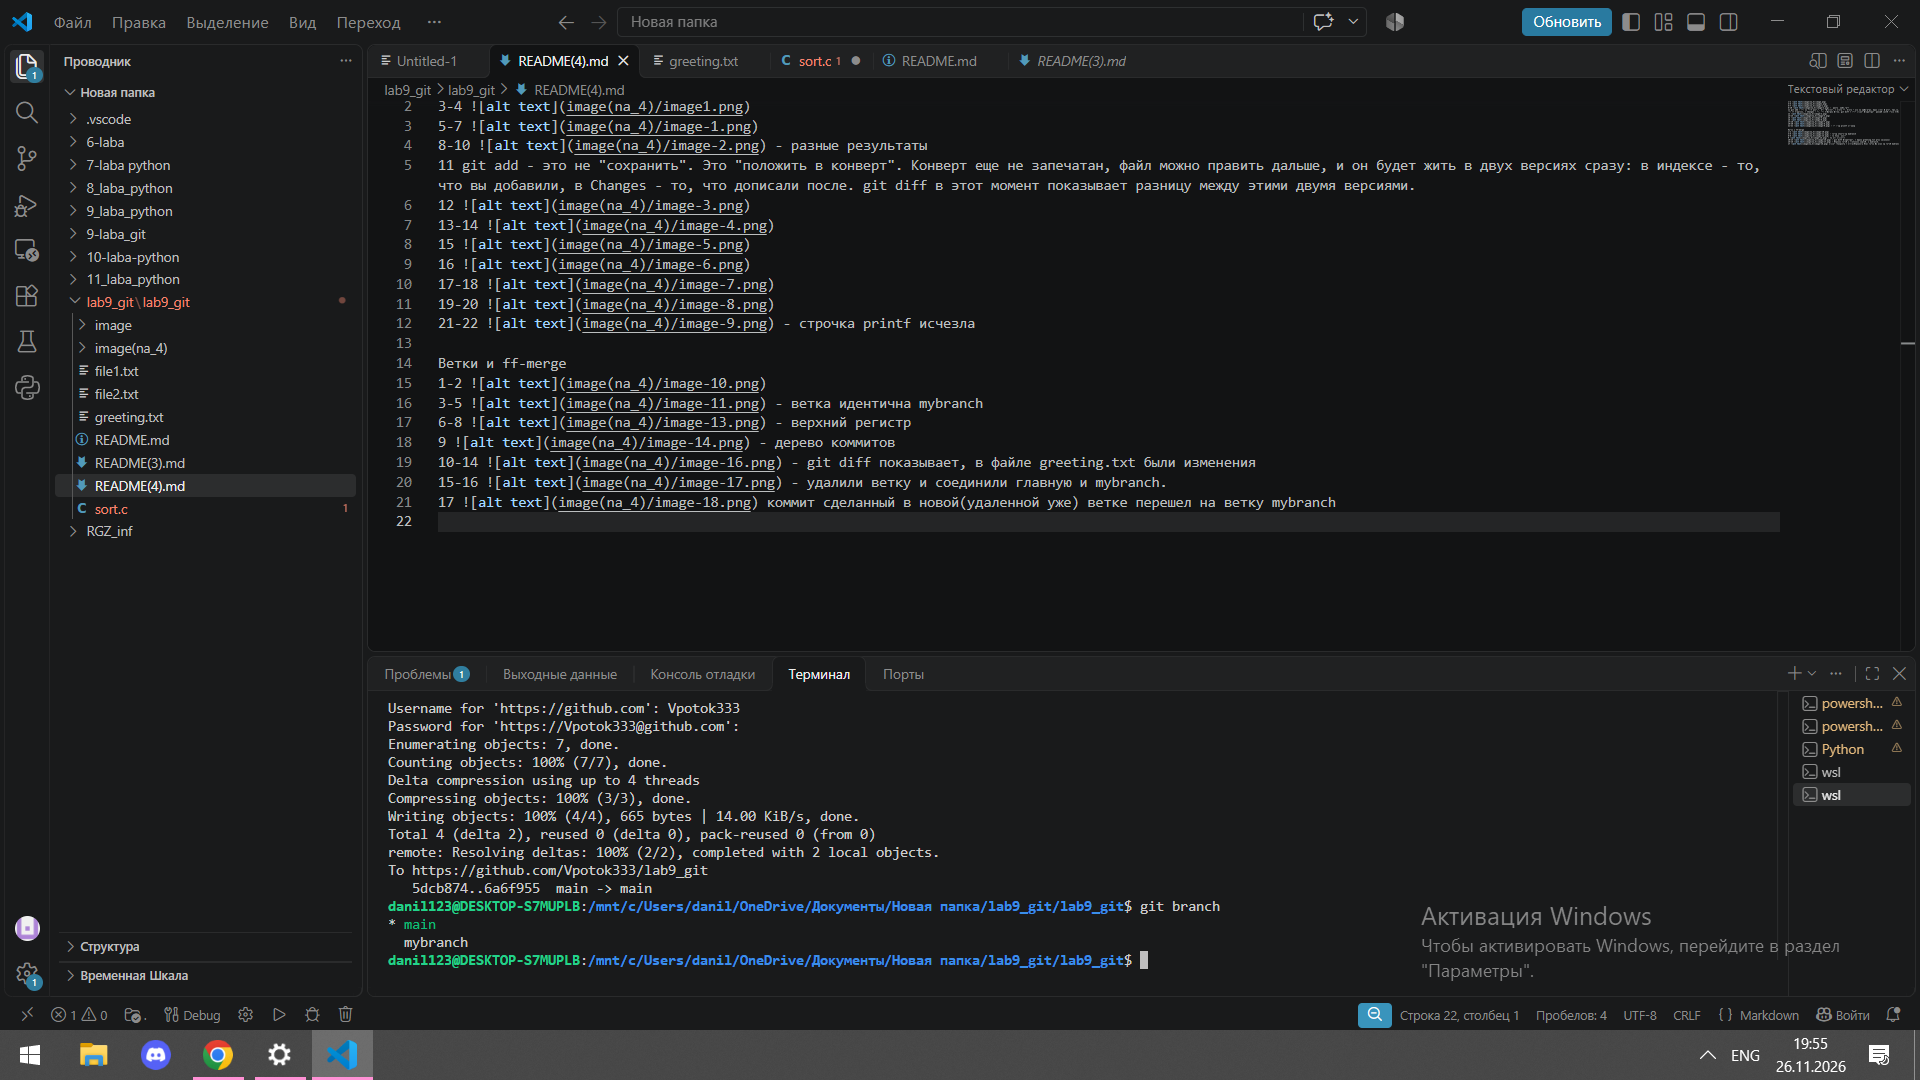 Файл Правка Выделение Вид Переход ···
Новая папка
Обновить
Проводник
Новая папка
.vscode
6-laba
7-laba python
8_laba_python
9_laba_python
9-laba_git
10-laba-python
11_laba_python
lab9_git\lab9_git
image
image(na_4)
file1.txt
file2.txt
greeting.txt
README.md
README(3).md
README(4).md
sort.c 1
RGZ_inf
Структура
Временная Шкала
Untitled-1 README(4).md greeting.txt sort.c 1 README.md README(3).md
lab9_git > lab9_git > README(4).md
Текстовый редактор
2 3-4 ![alt text](image(na_4)/image1.png)
3 5-7 ![alt text](image(na_4)/image-1.png)
4 8-10 ![alt text](image(na_4)/image-2.png) - разные результаты
5 11 git add - это не "сохранить". Это "положить в конверт". Конверт еще не запечатан, файл можно править дальше, и он будет жить в двух версиях сразу: в индексе - то,
что вы добавили, в Changes - то, что дописали после. git diff в этот момент показывает разницу между этими двумя версиями.
6 12 ![alt text](image(na_4)/image-3.png)
7 13-14 ![alt text](image(na_4)/image-4.png)
8 15 ![alt text](image(na_4)/image-5.png)
9 16 ![alt text](image(na_4)/image-6.png)
10 17-18 ![alt text](image(na_4)/image-7.png)
11 19-20 ![alt text](image(na_4)/image-8.png)
12 21-22 ![alt text](image(na_4)/image-9.png) - строчка printf исчезла
13
14 Ветки и ff-merge
15 1-2 ![alt text](image(na_4)/image-10.png)
16 3-5 ![alt text](image(na_4)/image-11.png) - ветка идентична mybranch
17 6-8 ![alt text](image(na_4)/image-13.png) - верхний регистр
18 9 ![alt text](image(na_4)/image-14.png) - дерево коммитов
19 10-14 ![alt text](image(na_4)/image-16.png) - git diff показывает, в файле greeting.txt были изменения
20 15-16 ![alt text](image(na_4)/image-17.png) - удалили ветку и соединили главную и mybranch.
21 17 ![alt text](image(na_4)/image-18.png) коммит сделанный в новой(удаленной уже) ветке перешел на ветку mybranch
22
Проблемы 1 Выходные данные Консоль отладки Терминал Порты
Username for 'https://github.com': Vpotok333
Password for 'https://Vpotok333@github.com':
Enumerating objects: 7, done.
Counting objects: 100% (7/7), done.
Delta compression using up to 4 threads
Compressing objects: 100% (3/3), done.
Writing objects: 100% (4/4), 665 bytes | 14.00 KiB/s, done.
Total 4 (delta 2), reused 0 (delta 0), pack-reused 0 (from 0)
remote: Resolving deltas: 100% (2/2), completed with 2 local objects.
To https://github.com/Vpotok333/lab9_git
5dcb874..6a6f955 main -> main
danil123@DESKTOP-S7MUPLB:/mnt/c/Users/danil/OneDrive/Документы/Новая папка/lab9_git/lab9_git$ git branch
* main
mybranch
danil123@DESKTOP-S7MUPLB:/mnt/c/Users/danil/OneDrive/Документы/Новая папка/lab9_git/lab9_git$
powersh...
powersh...
Python
wsl
wsl
Активация Windows
Чтобы активировать Windows, перейдите в раздел
"Параметры".
1 0 Debug
Строка 22, столбец 1 Пробелов: 4 UTF-8 CRLF { } Markdown Войти
ENG
19:55
26.11.2026